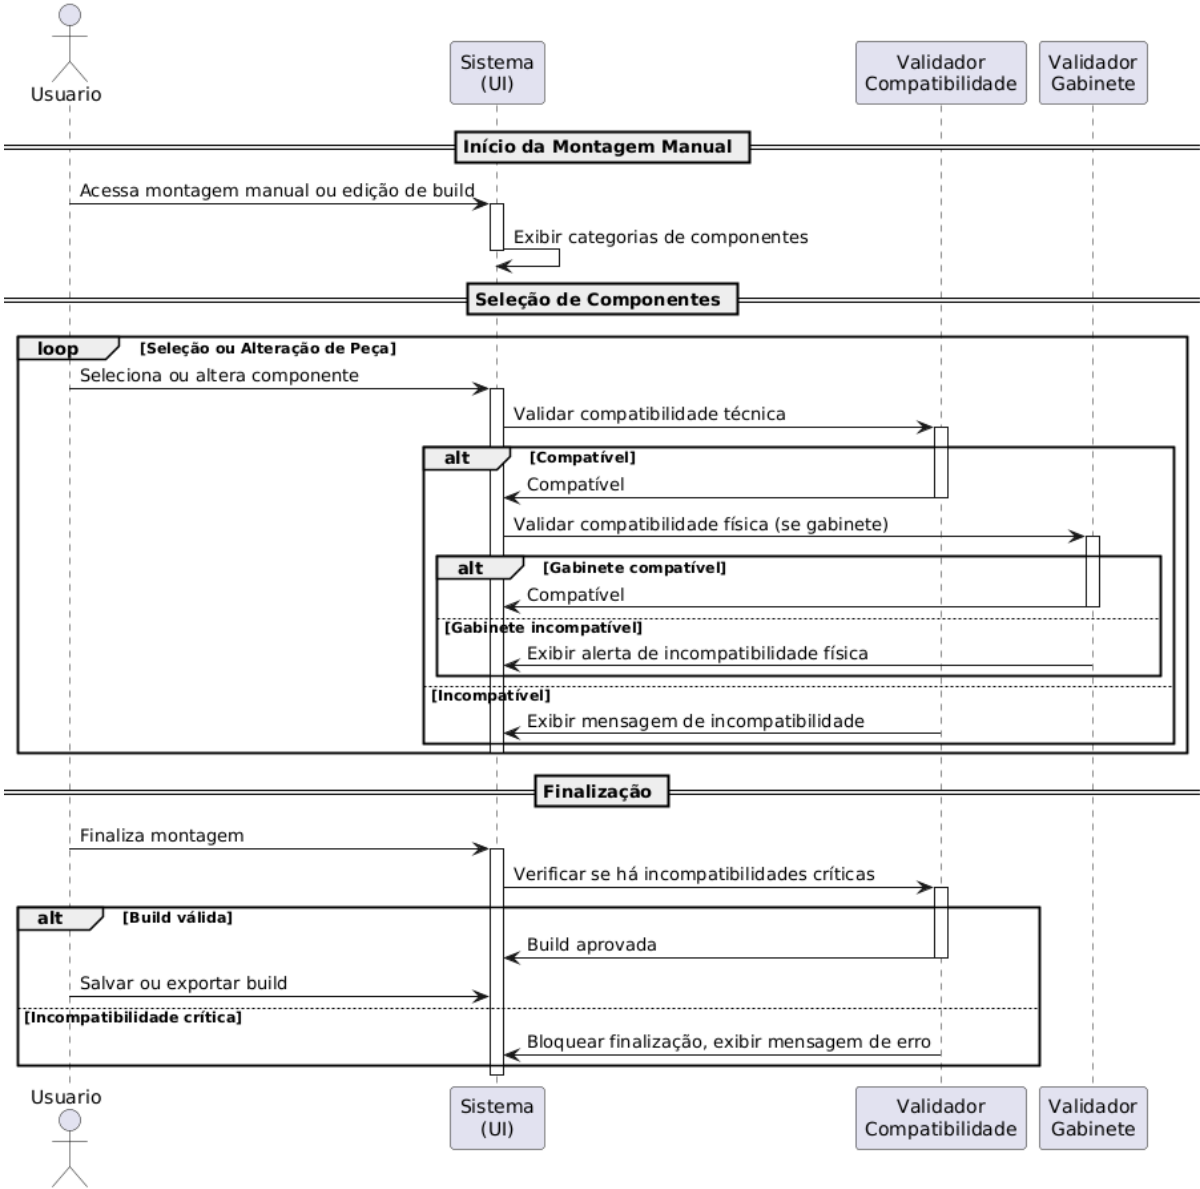 Usuario
Sistema
(UI)
Validador
Compatibilidade
Validador
Gabinete
Início da Montagem Manual
Acessa montagem manual ou edição de build
Exibir categorias de componentes
Seleção de Componentes
loop
[Seleção ou Alteração de Peça]
Seleciona ou altera componente
Validar compatibilidade técnica
alt
[Compatível]
Compatível
Validar compatibilidade física (se gabinete)
alt
[Gabinete compatível]
Compatível
[Gabinete incompatível]
Exibir alerta de incompatibilidade física
[Incompatível]
Exibir mensagem de incompatibilidade
Finalização
Finaliza montagem
Verificar se há incompatibilidades críticas
alt
[Build válida]
Build aprovada
Salvar ou exportar build
[Incompatibilidade crítica]
Bloquear finalização, exibir mensagem de erro
Usuario
Sistema
(UI)
Validador
Compatibilidade
Validador
Gabinete